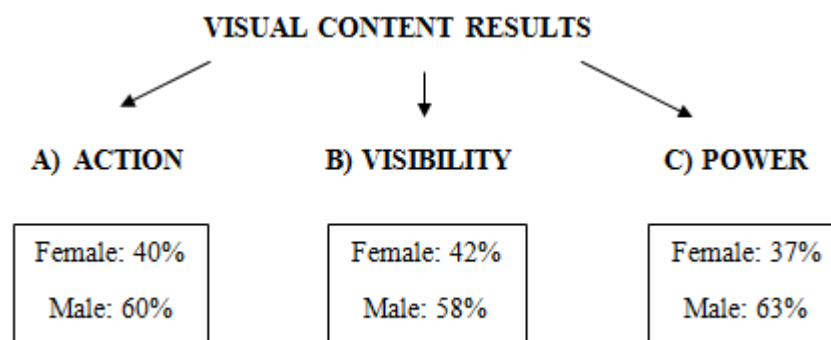 VISUAL CONTENT RESULTS
A) ACTION
B) VISIBILITY
C) POWER
Female: 40%
Male: 60%
Female: 42%
Male: 58%
Female: 37%
Male: 63%